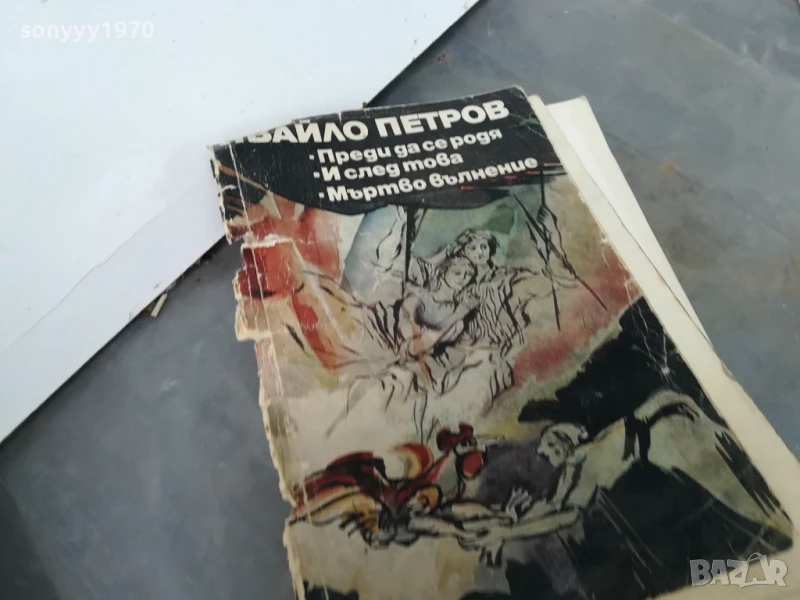 sonyyy1970
ВАЙЛО ПЕТРОВ
·Преди да се родя
·И след това
·Мъртво вълнение
BAZAR